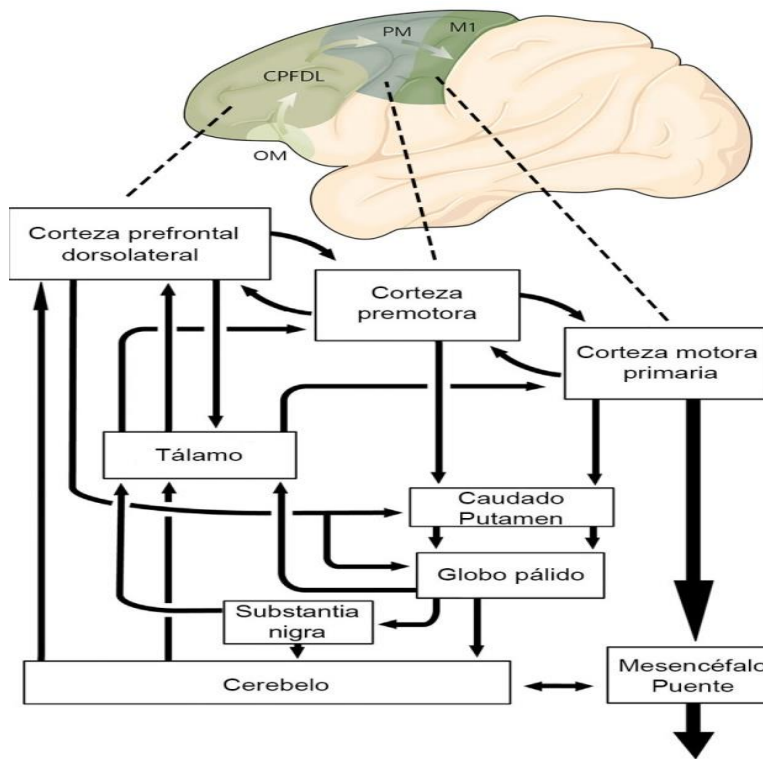 PM
M1
CPFDL
OM
Corteza prefrontal
dorsolateral
Corteza
premotora
Corteza motora
primaria
Tálamo
Caudado
Putamen
Globo pálido
Substantia
nigra
Cerebelo
Mesencéfalo
Puente